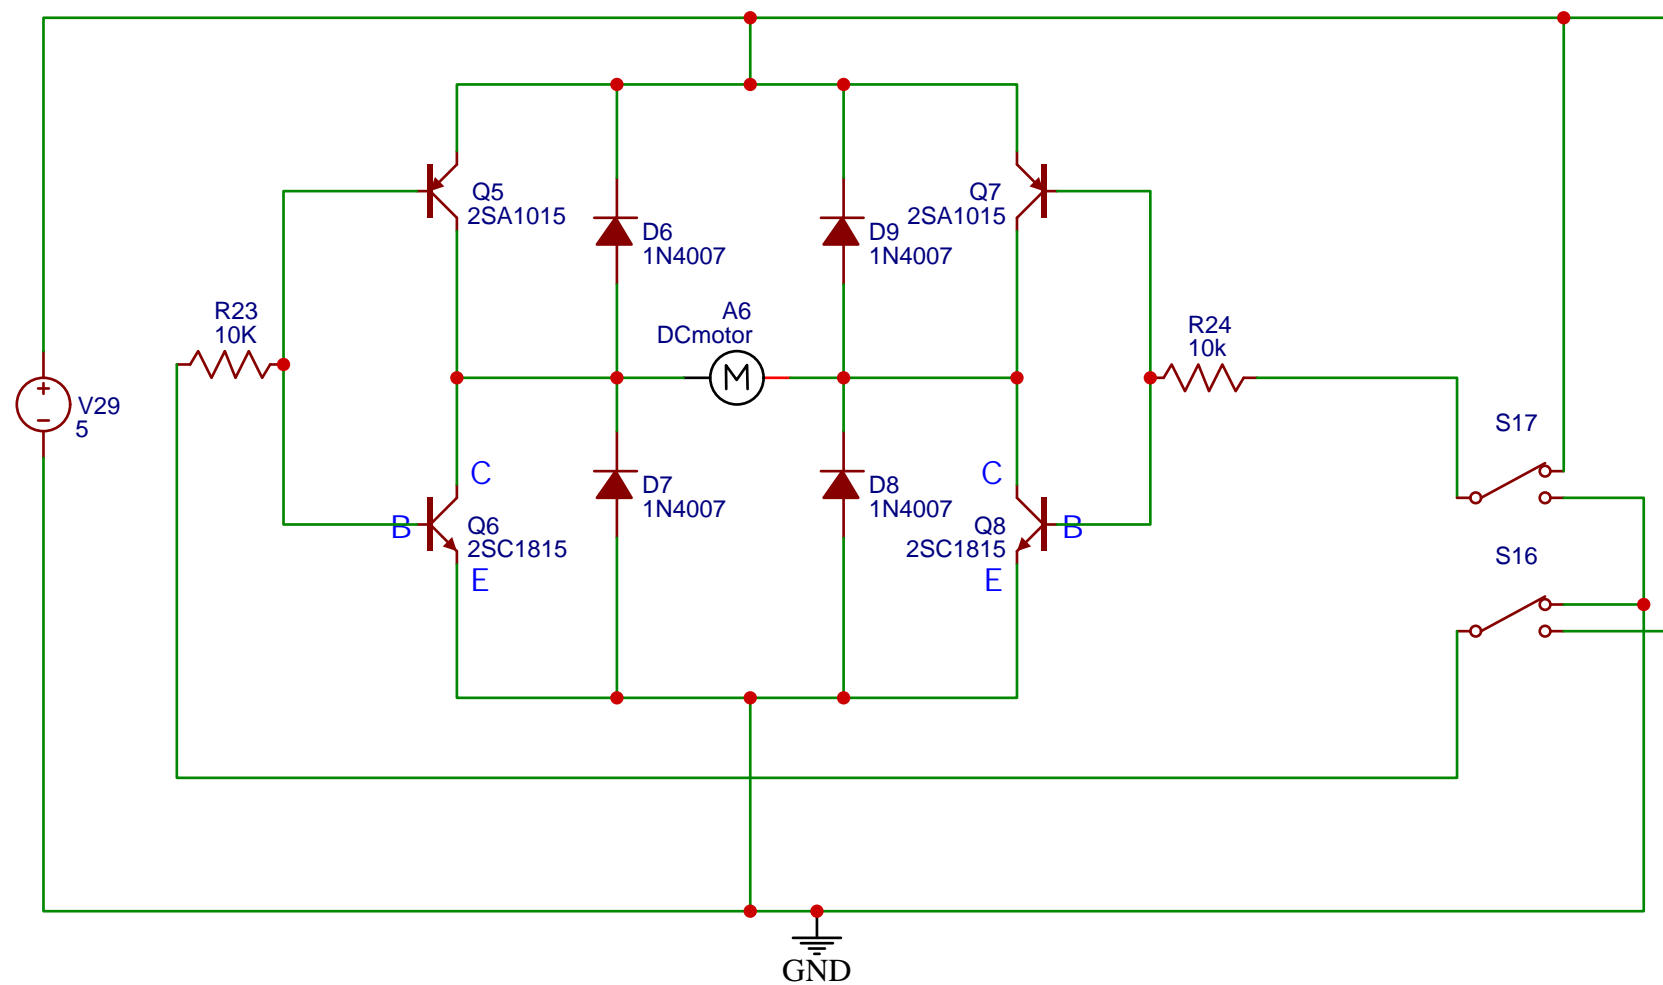 Q5
2SA1015
Q7
2SA1015
D6
1N4007
D9
1N4007
R23
10K
A6
DCmotor
M
R24
10k
+
−
V29
5
S17
C
C
D7
1N4007
D8
1N4007
B
Q6
2SC1815
Q8
2SC1815
B
E
E
S16
GND